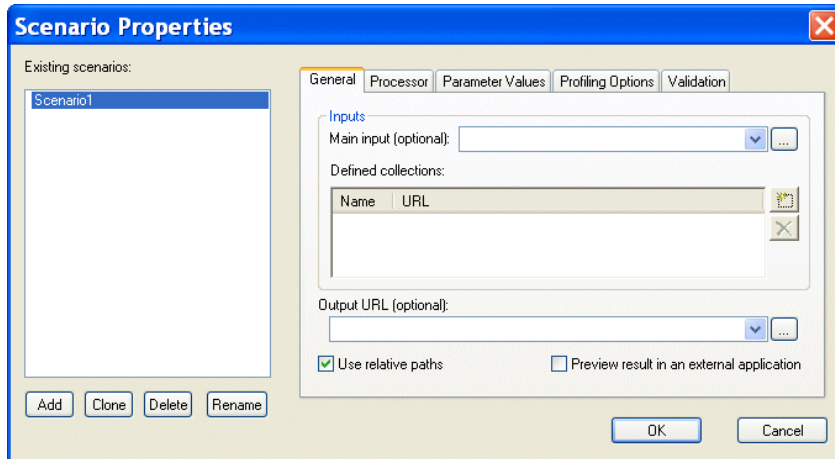 Scenario Properties
Existing scenarios:
Scenario1
Add Clone Delete Rename
General Processor Parameter Values Profiling Options Validation
Inputs
Main input (optional):
...
Defined collections:
Name URL
Output URL (optional):
...
Use relative paths Preview result in an external application
OK Cancel